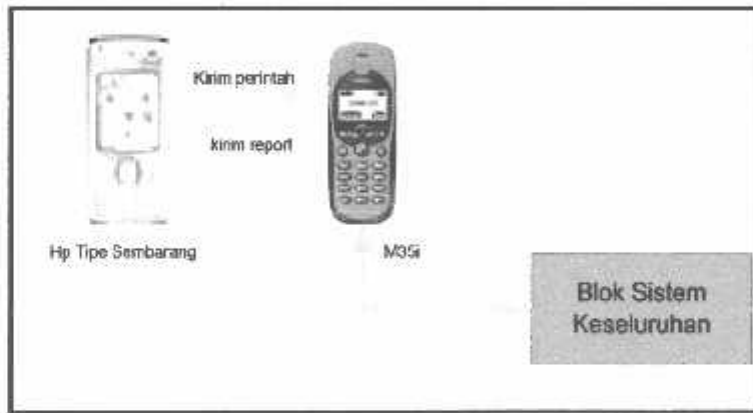 Kirim perintah
kirim report
Hp Tipe Sembarang
M35i
Blok Sistem
Keseluruhan